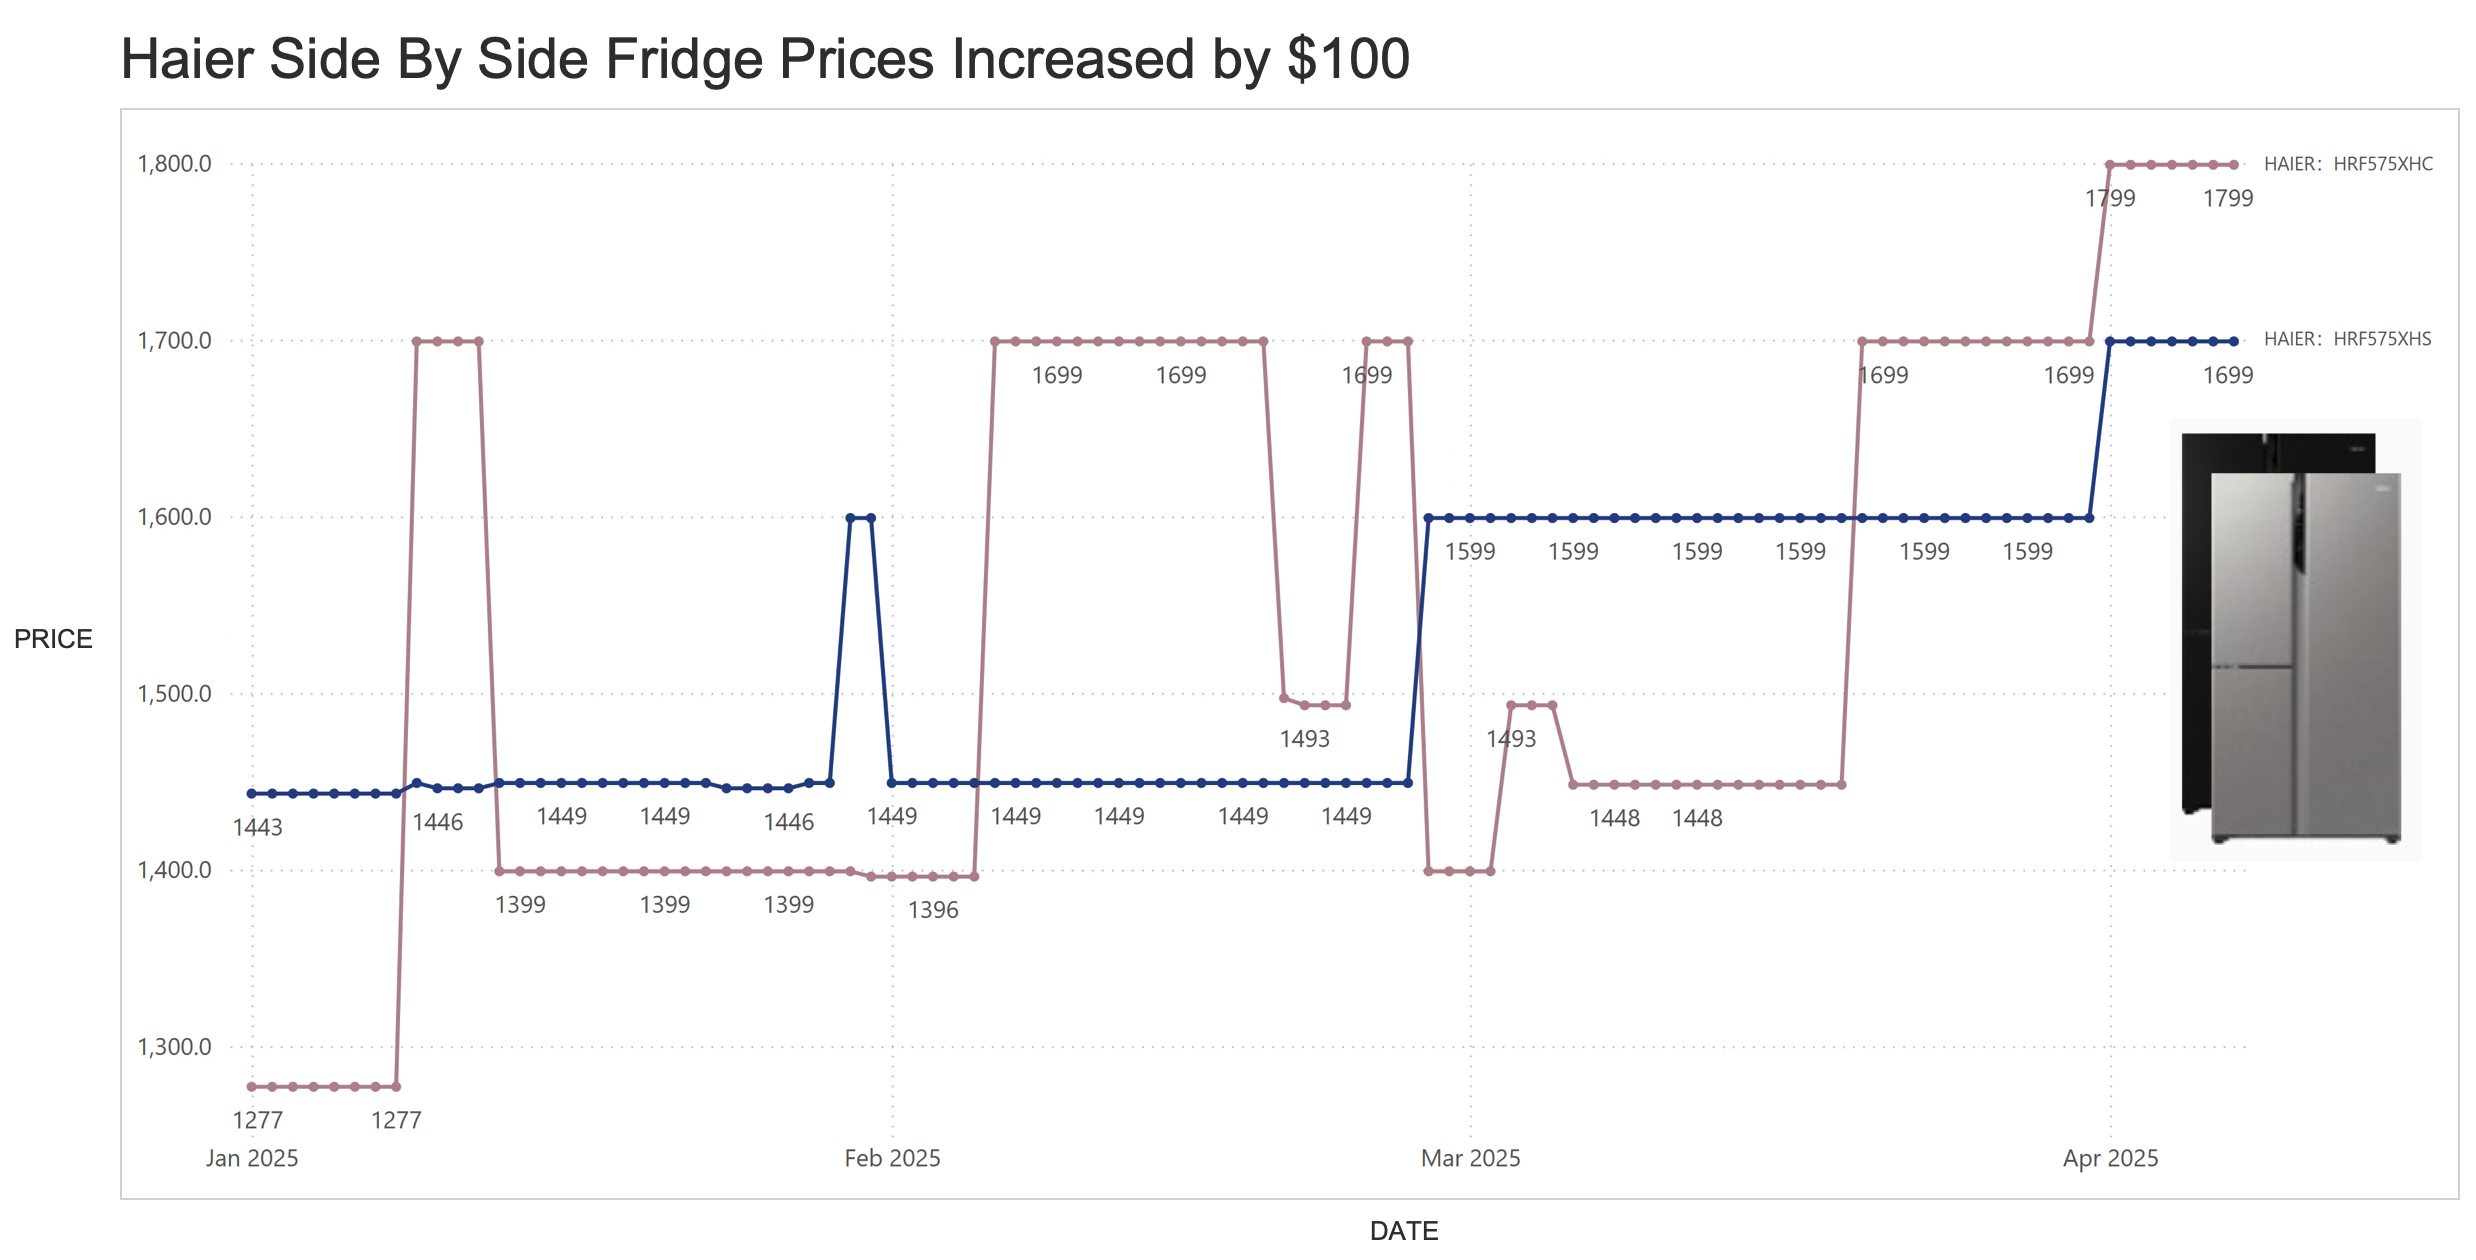 Haier Side By Side Fridge Prices Increased by $100
1,800.0
HAIER: HRF575XHC
1799 1799
1,700.0
HAIER: HRF575XHS
1699 1699 1699 1699 1699 1699
1,600.0
1599 1599 1599 1599 1599 1599
PRICE
1,500.0
1493 1493
1443 1446 1449 1449 1446 1449 1449 1449 1449 1449 1448 1448
1,400.0
1399 1399 1399 1396
1,300.0
1277 1277
Jan 2025 Feb 2025 Mar 2025 Apr 2025
DATE